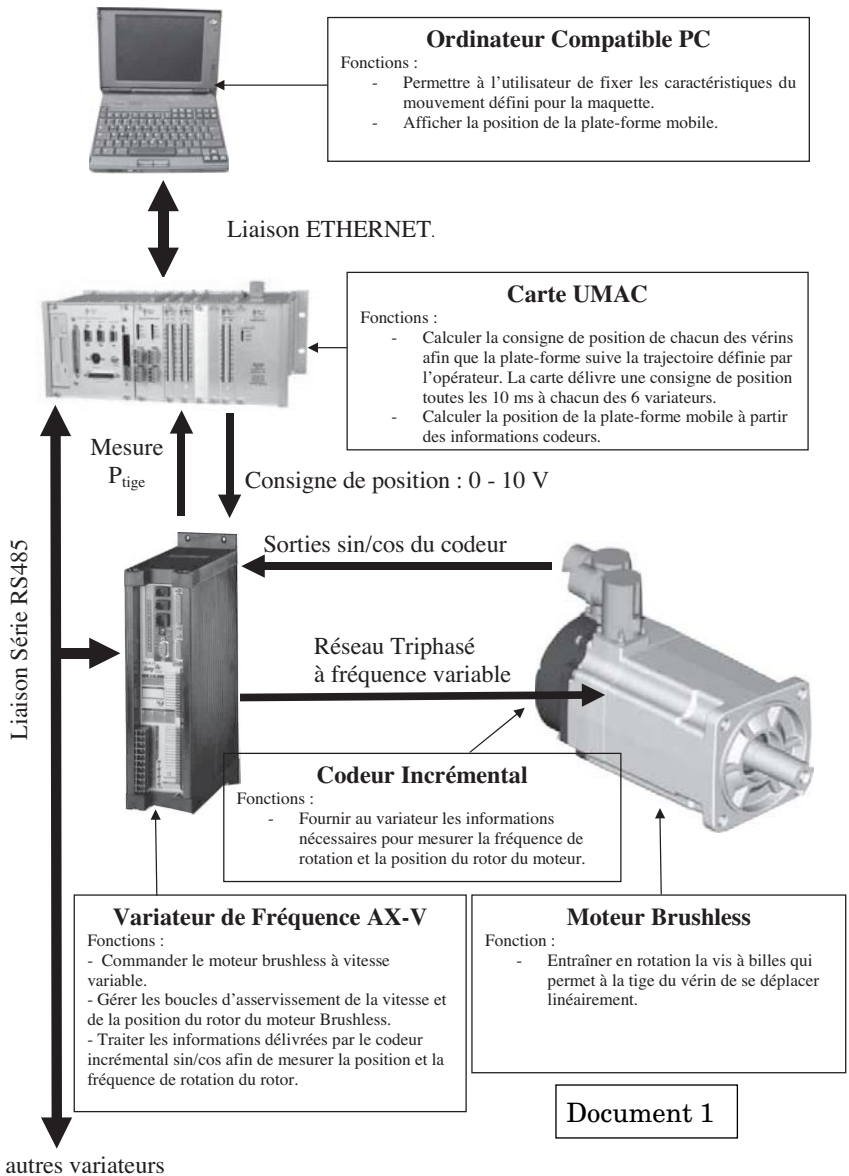 Ordinateur Compatible PC
Fonctions :
- Permettre à l'utilisateur de fixer les caractéristiques du
mouvement défini pour la maquette.
- Afficher la position de la plate-forme mobile.
Liaison ETHERNET.
Carte UMAC
Fonctions :
- Calculer la consigne de position de chacun des vérins
afin que la plate-forme suive la trajectoire définie par
l'opérateur. La carte délivre une consigne de position
toutes les 10 ms à chacun des 6 variateurs.
- Calculer la position de la plate-forme mobile à partir
des informations codeurs.
Mesure
Ptige
Consigne de position : 0 - 10 V
Liaison Série RS485
Sorties sin/cos du codeur
Réseau Triphasé
à fréquence variable
Codeur Incrémental
Fonctions :
- Fournir au variateur les informations
nécessaires pour mesurer la fréquence de
rotation et la position du rotor du moteur.
Variateur de Fréquence AX-V
Fonctions :
- Commander le moteur brushless à vitesse
variable.
- Gérer les boucles d'asservissement de la vitesse et
de la position du rotor du moteur Brushless.
- Traiter les informations délivrées par le codeur
incrémental sin/cos afin de mesurer la position et la
fréquence de rotation du rotor.
Moteur Brushless
Fonction :
- Entraîner en rotation la vis à billes qui
permet à la tige du vérin de se déplacer
linéairement.
Document 1
autres variateurs